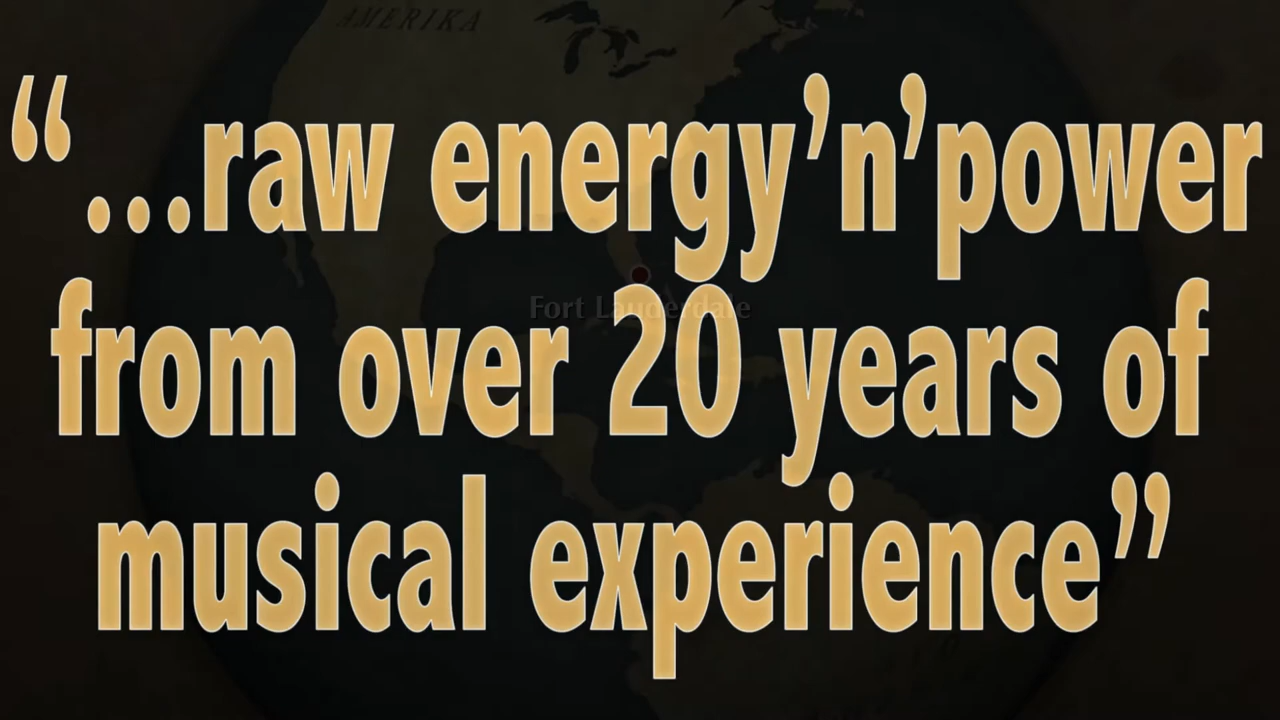 AMERIKA
“...raw energy’n’power
Fort Lauderdale
from over 20 years of
musical experience”